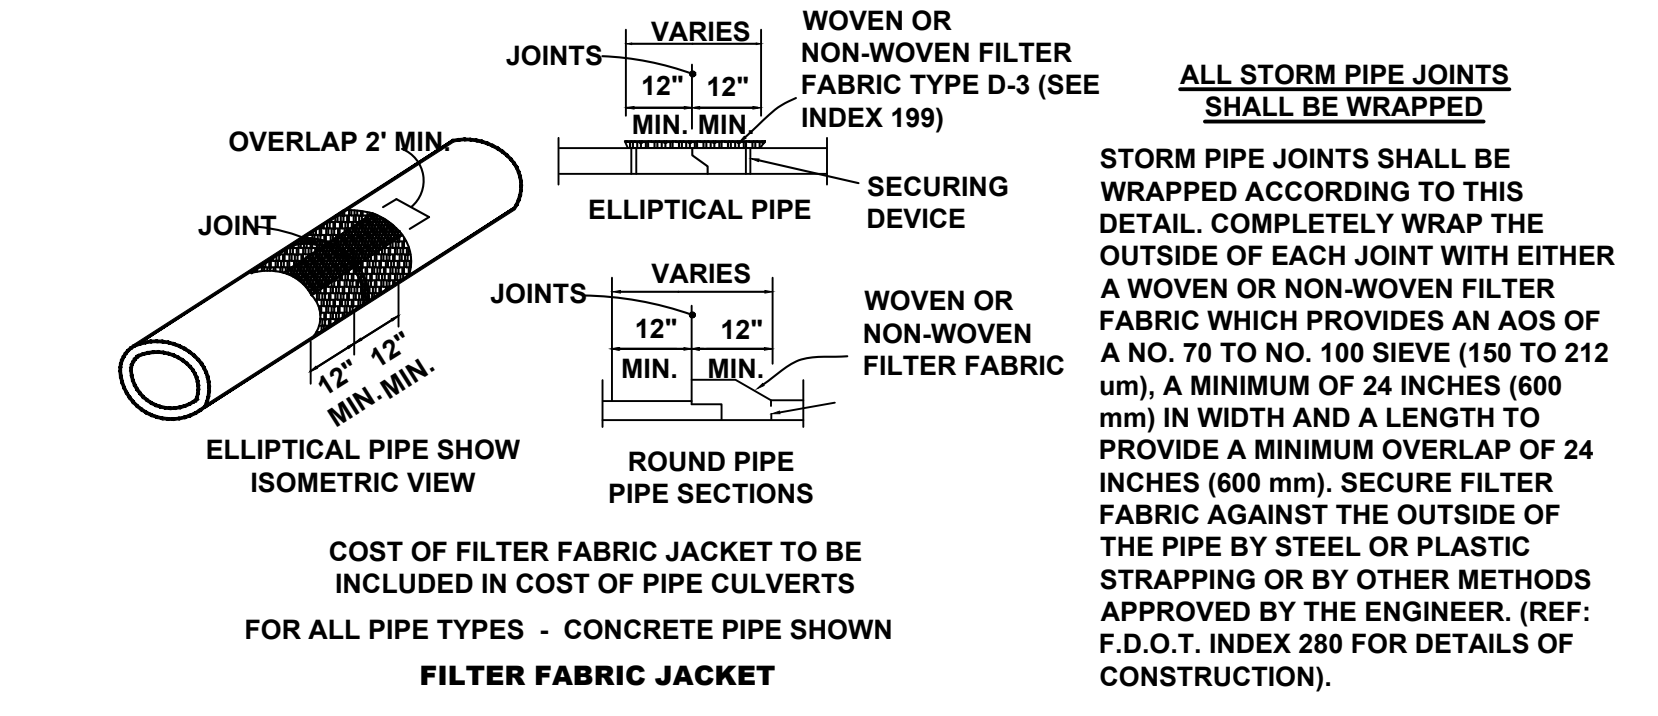 OVERLAP 2' MIN.
JOINT
12"
12"
MIN.
MIN.
ELLIPTICAL PIPE SHOW
ISOMETRIC VIEW
VARIES
JOINTS
12" 12"
MIN. MIN.
WOVEN OR
NON-WOVEN FILTER
FABRIC TYPE D-3 (SEE
INDEX 199)
SECURING
DEVICE
ELLIPTICAL PIPE
VARIES
JOINTS
12" 12"
MIN. MIN.
WOVEN OR
NON-WOVEN
FILTER FABRIC
ROUND PIPE
PIPE SECTIONS
COST OF FILTER FABRIC JACKET TO BE
INCLUDED IN COST OF PIPE CULVERTS
FOR ALL PIPE TYPES - CONCRETE PIPE SHOWN
FILTER FABRIC JACKET
ALL STORM PIPE JOINTS
SHALL BE WRAPPED
STORM PIPE JOINTS SHALL BE
WRAPPED ACCORDING TO THIS
DETAIL. COMPLETELY WRAP THE
OUTSIDE OF EACH JOINT WITH EITHER
A WOVEN OR NON-WOVEN FILTER
FABRIC WHICH PROVIDES AN AOS OF
A NO. 70 TO NO. 100 SIEVE (150 TO 212
um), A MINIMUM OF 24 INCHES (600
mm) IN WIDTH AND A LENGTH TO
PROVIDE A MINIMUM OVERLAP OF 24
INCHES (600 mm). SECURE FILTER
FABRIC AGAINST THE OUTSIDE OF
THE PIPE BY STEEL OR PLASTIC
STRAPPING OR BY OTHER METHODS
APPROVED BY THE ENGINEER. (REF:
F.D.O.T. INDEX 280 FOR DETAILS OF
CONSTRUCTION).